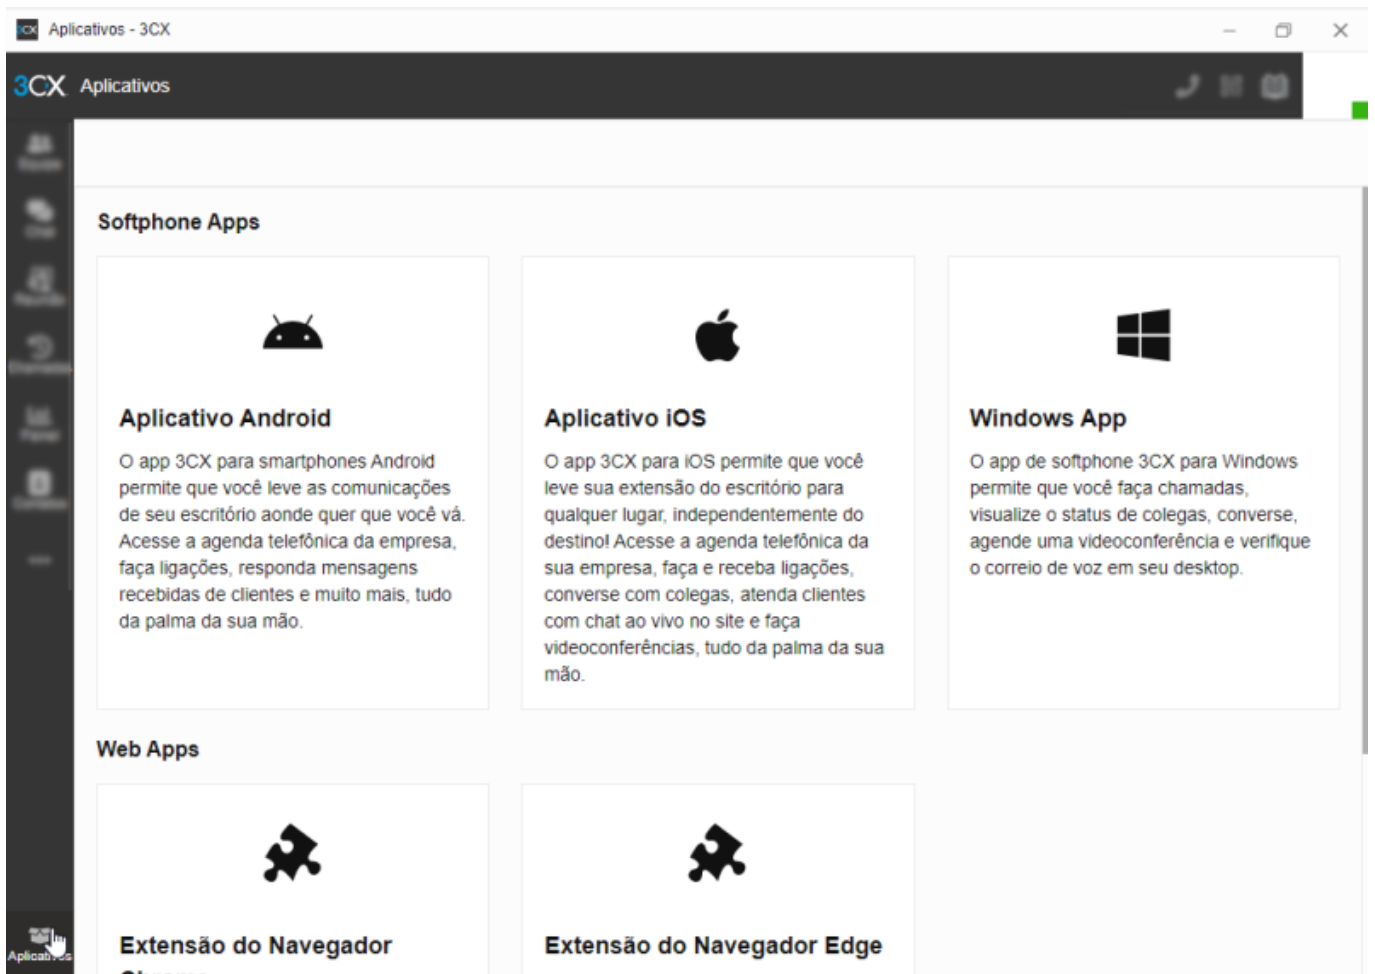 Aplicativos - 3CX
3CX Aplicativos
Softphone Apps
Aplicativo Android
O app 3CX para smartphones Android
permite que você leve as comunicações
de seu escritório aonde quer que você vá.
Acesse a agenda telefônica da empresa,
faça ligações, responda mensagens
recebidas de clientes e muito mais, tudo
da palma da sua mão.
Aplicativo iOS
O app 3CX para iOS permite que você
leve sua extensão do escritório para
qualquer lugar, independentemente do
destino! Acesse a agenda telefônica da
sua empresa, faça e receba ligações,
converse com colegas, atenda clientes
com chat ao vivo no site e faça
videoconferências, tudo da palma da sua
mão.
Windows App
O app de softphone 3CX para Windows
permite que você faça chamadas,
visualize o status de colegas, converse,
agende uma videoconferência e verifique
o correio de voz em seu desktop.
Web Apps
Extensão do Navegador
Extensão do Navegador Edge
Aplicativos